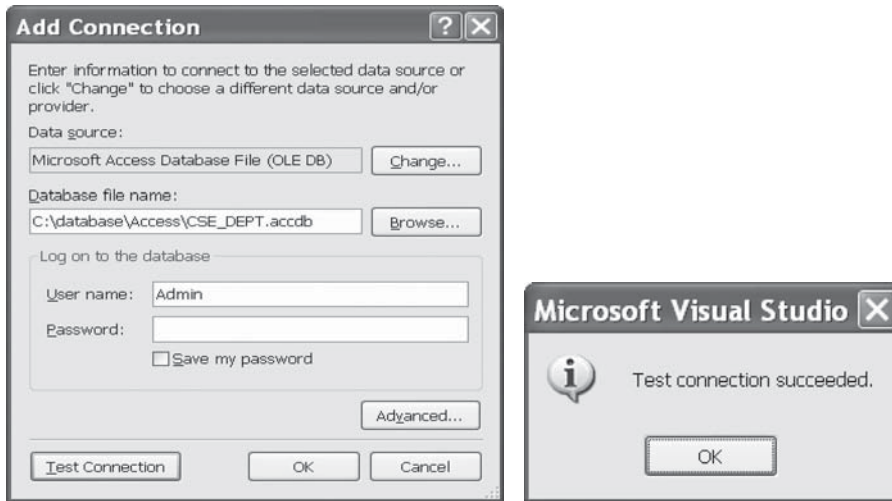 Add Connection
Enter information to connect to the selected data source or
click "Change" to choose a different data source and/or
provider.
Data source:
Microsoft Access Database File (OLE DB)
Change...
Database file name:
C:\database\Access\CSE_DEPT.accdb
Browse...
Log on to the database
User name:
Admin
Password:
Save my password
Advanced...
Test Connection
OK
Cancel
Microsoft Visual Studio
Test connection succeeded.
OK